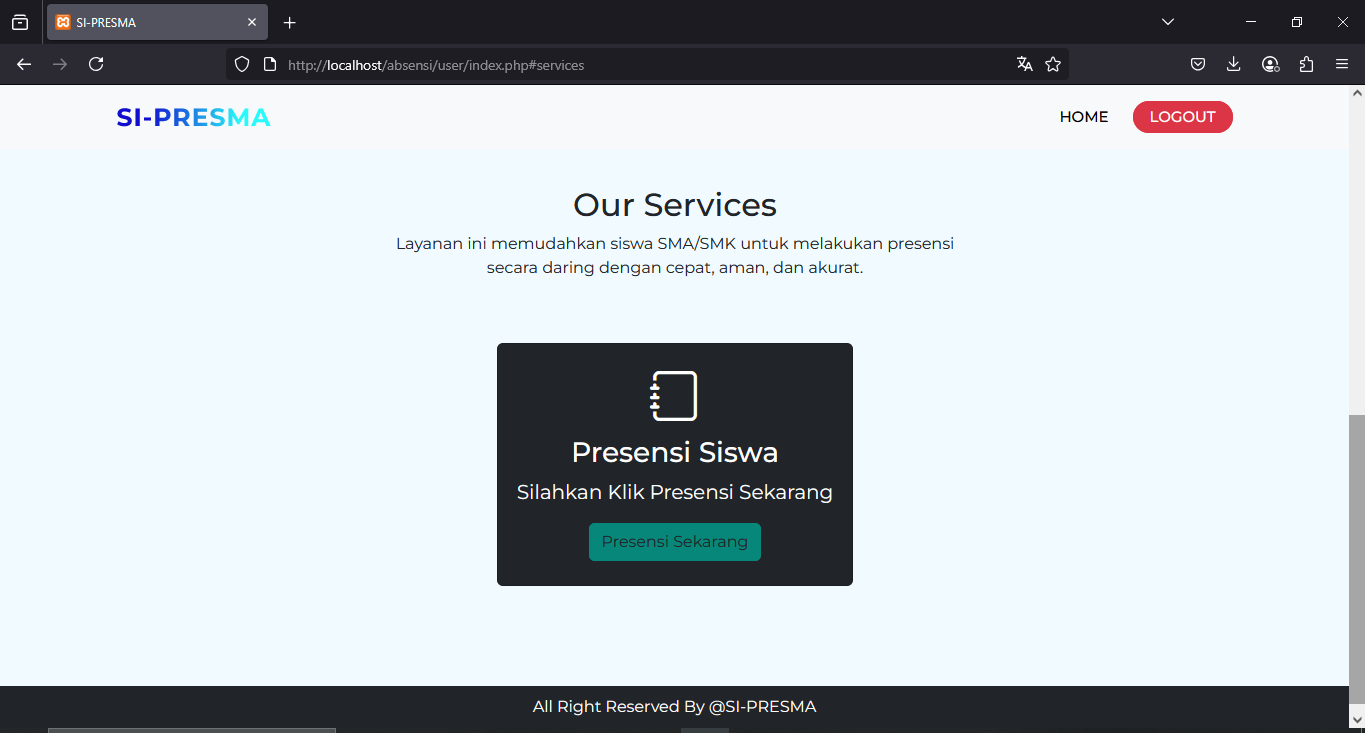 SI-PRESMA
http://localhost/absensi/user/index.php#services
SI-PRESMA
HOME
LOGOUT
Our Services
Layanan ini memudahkan siswa SMA/SMK untuk melakukan presensi
secara daring dengan cepat, aman, dan akurat.
Presensi Siswa
Silahkan Klik Presensi Sekarang
Presensi Sekarang
All Right Reserved By @SI-PRESMA